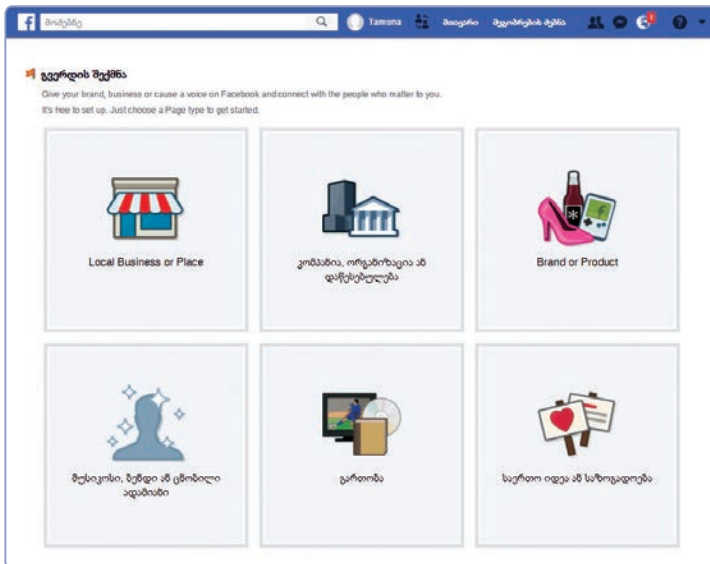 f მოძებნე Tamuna მთავარი მეგობრების ძებნა 1 ?
გვერდის შექმნა
Give your brand, business or cause a voice on Facebook and connect with the people who matter to you.
It's free to set up. Just choose a Page type to get started.
Local Business or Place
კომპანია, ორგანიზაცია ან
დაწესებულება
Brand or Product
მუსიკოსი, ბენდი ან ცნობილი
ადამიანი
გართობა
საერთო იდეა ან საზოგადოება